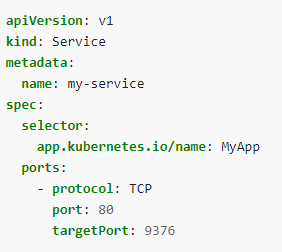 apiVersion: v1
kind: Service
metadata:
  name: my-service
spec:
  selector:
    app.kubernetes.io/name: MyApp
  ports:
    - protocol: TCP
      port: 80
      targetPort: 9376